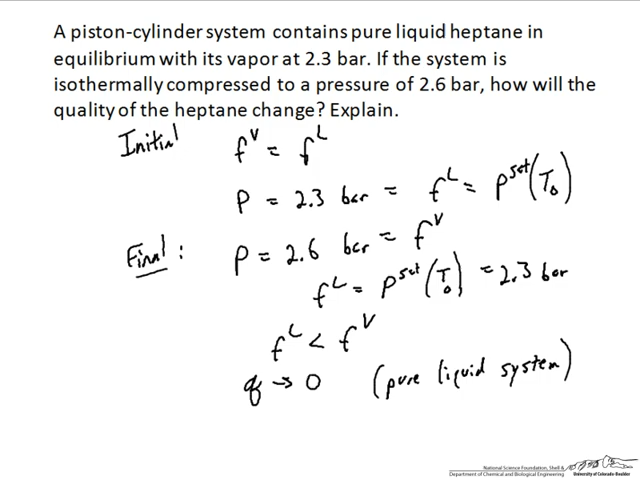 A piston-cylinder system contains pure liquid heptane in
equilibrium with its vapor at 2.3 bar. If the system is
isothermally compressed to a pressure of 2.6 bar, how will the
quality of the heptane change? Explain.
Initial f^V = f^L
P = 2.3 bar = f^L = P^sat(T₀)
Final: P = 2.6 bar = f^V
f^L = P^sat(T₀) = 2.3 bar
f^L < f^V
q → 0 (pure liquid system)
National Science Foundation, Shell &
Department of Chemical and Biological Engineering University of Colorado-Boulder